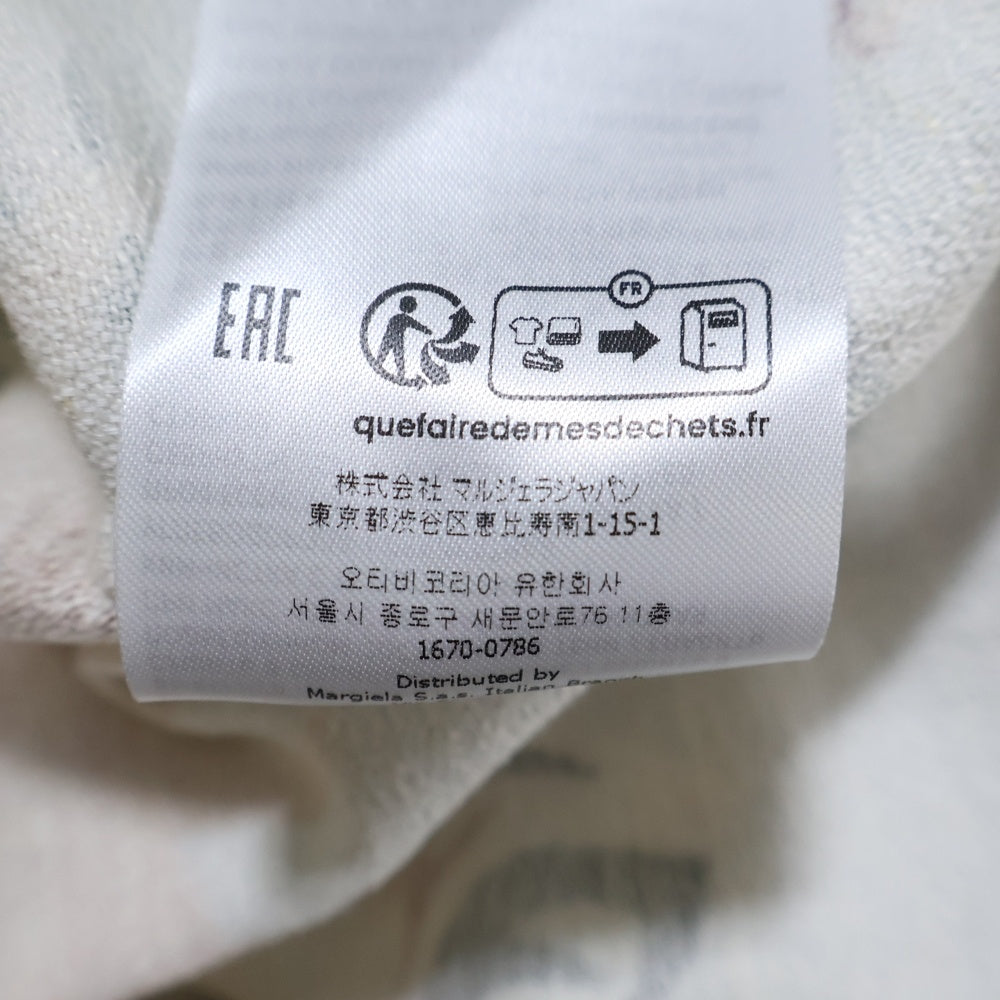 EAC
FR
quefairedemesdechets.fr
株式会社 マルジェラジャパン
東京都渋谷区恵比寿南1-15-1
오티비코리아 유한회사
서울시 종로구 새문안로76 11층
1670-0786
Distributed by
Margiela S.a.s. Italian Branch